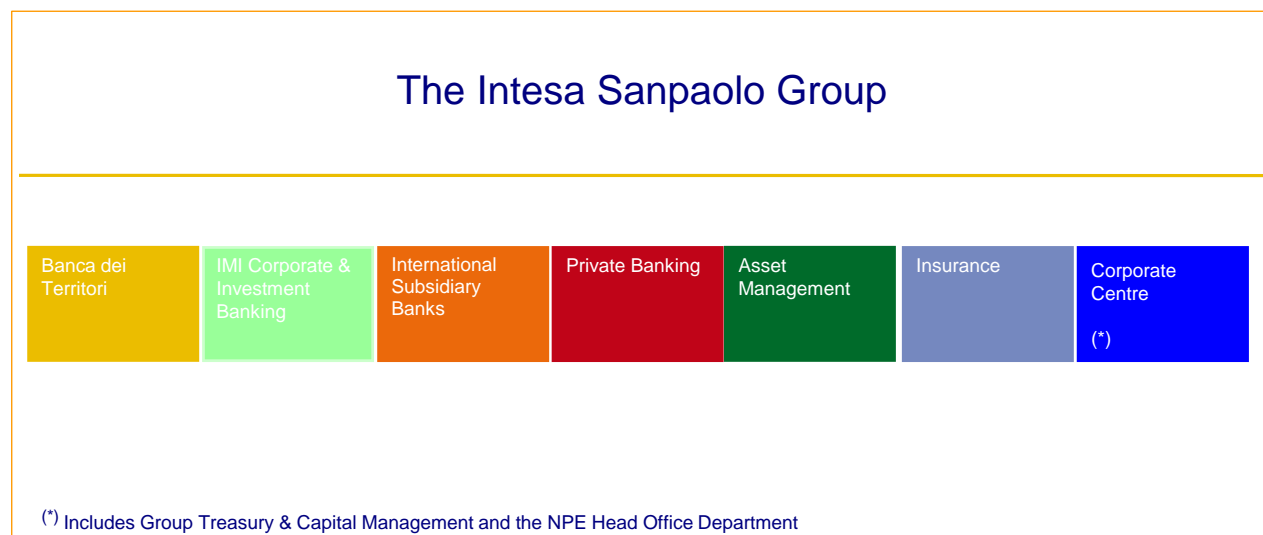 The Intesa Sanpaolo Group
Banca dei
Territori
IMI Corporate &
Investment
Banking
International
Subsidiary
Banks
Private Banking
Asset
Management
Insurance
Corporate
Centre
(*)
(*) Includes Group Treasury & Capital Management and the NPE Head Office Department